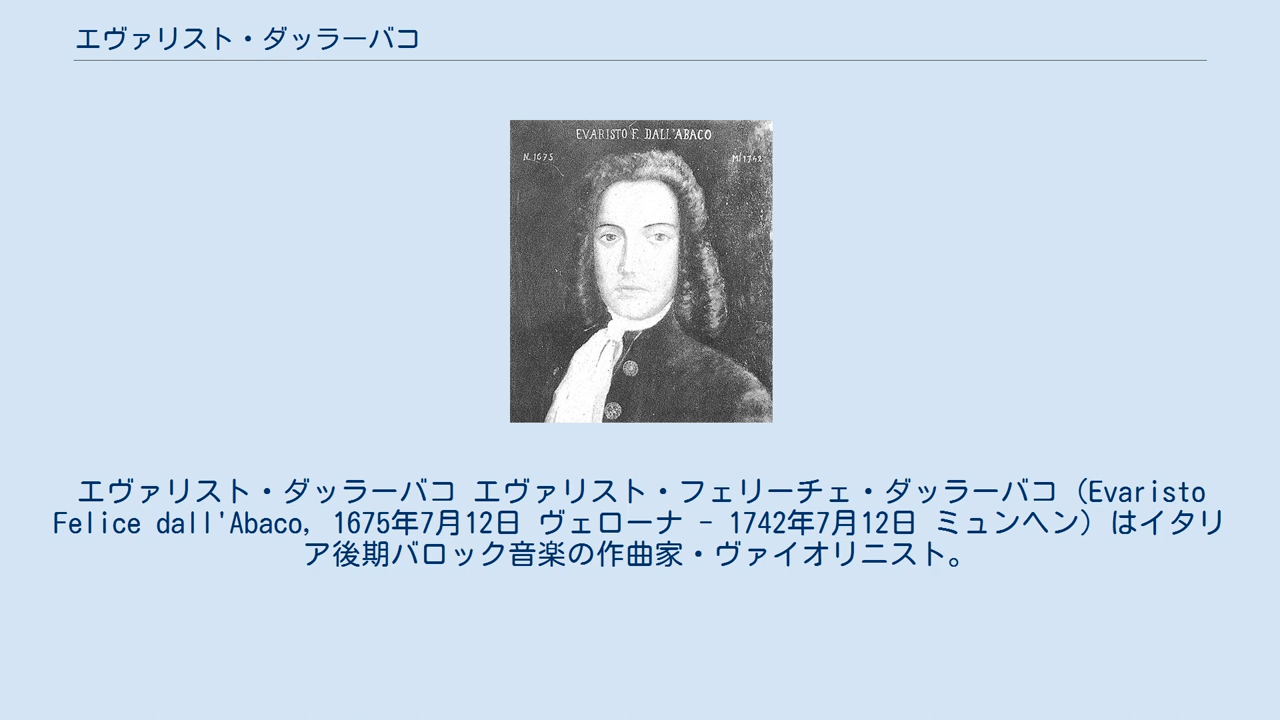 エヴァリスト・ダッラーバコ
EVARISTO F. DALL'ABACO
N. 1675
M. 1742
エヴァリスト・ダッラーバコ エヴァリスト・フェリーチェ・ダッラーバコ（Evaristo
Felice dall'Abaco, 1675年7月12日 ヴェローナ - 1742年7月12日 ミュンヘン）はイタリ
ア後期バロック音楽の作曲家・ヴァイオリニスト。